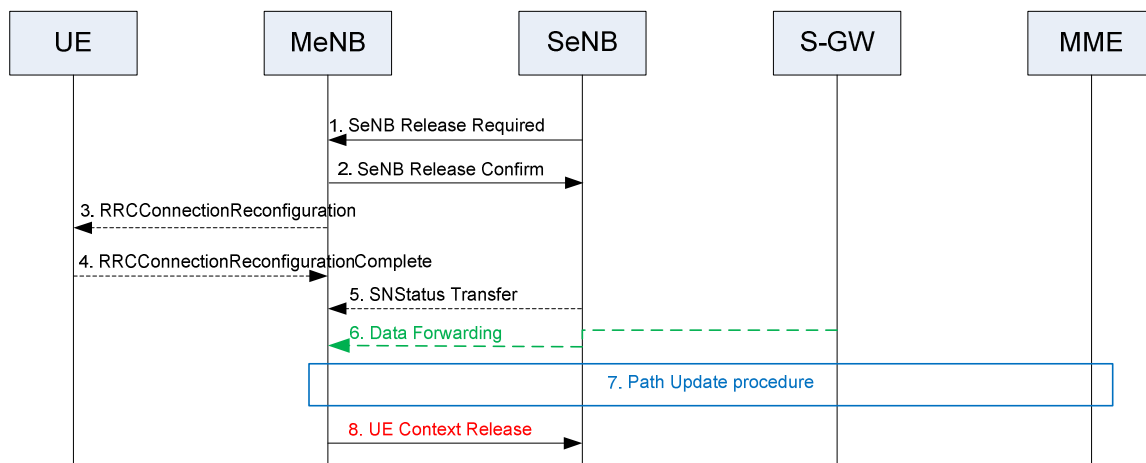 UE
MeNB
SeNB
S-GW
MME
1. SeNB Release Required
2. SeNB Release Confirm
3. RRCConnectionReconfiguration
4. RRCConnectionReconfigurationComplete
5. SNStatus Transfer
6. Data Forwarding
7. Path Update procedure
8. UE Context Release